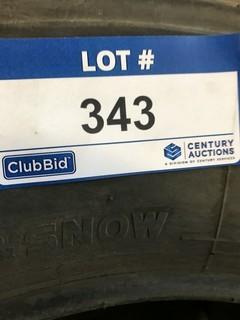 LOT #
343
ClubBid
CENTURY
AUCTIONS
A DIVISION OF CENTURY SERVICES
SNOW